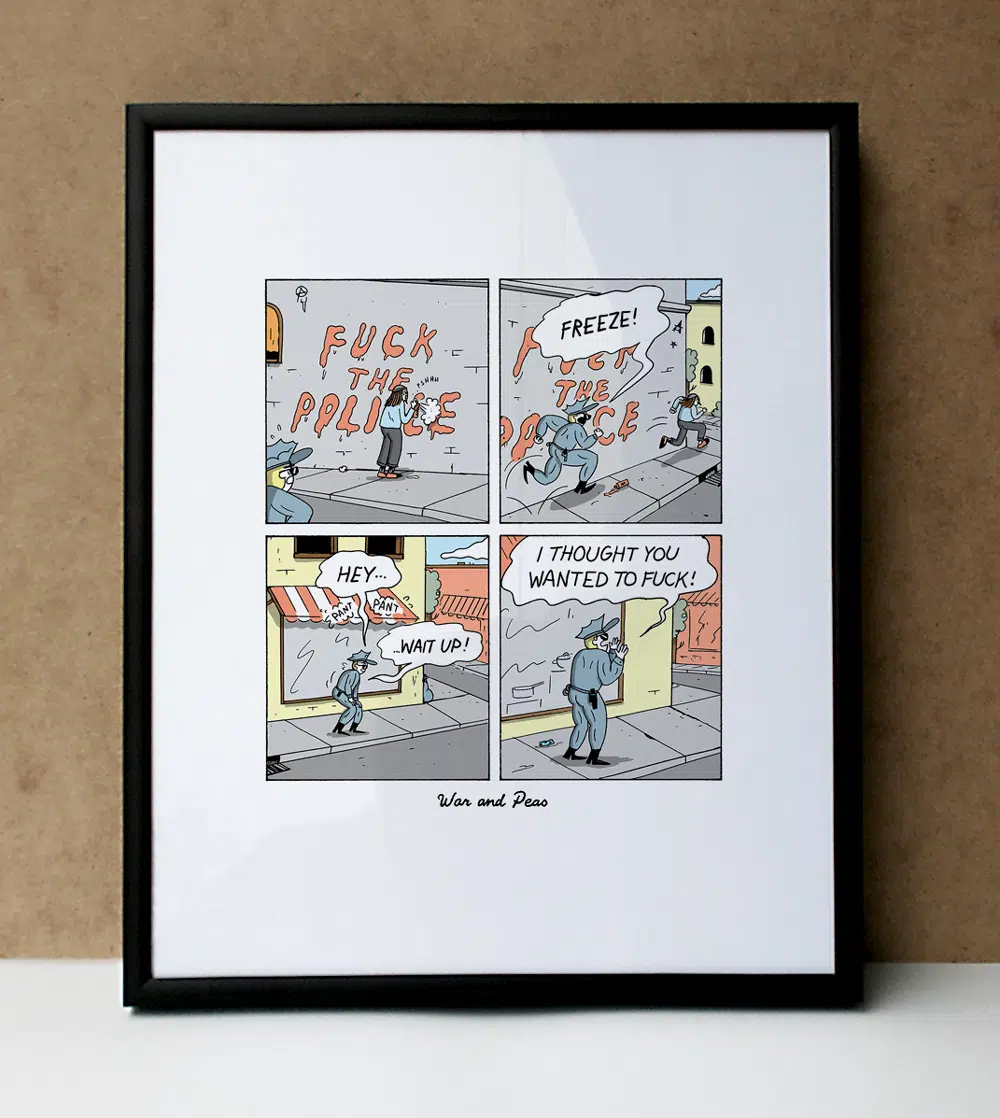 FUCK
THE
POLICE
PSHHH
FREEZE!
THE
CE
HEY...
PANT
PANT
...WAIT UP!
I THOUGHT YOU
WANTED TO FUCK!
War and Peas